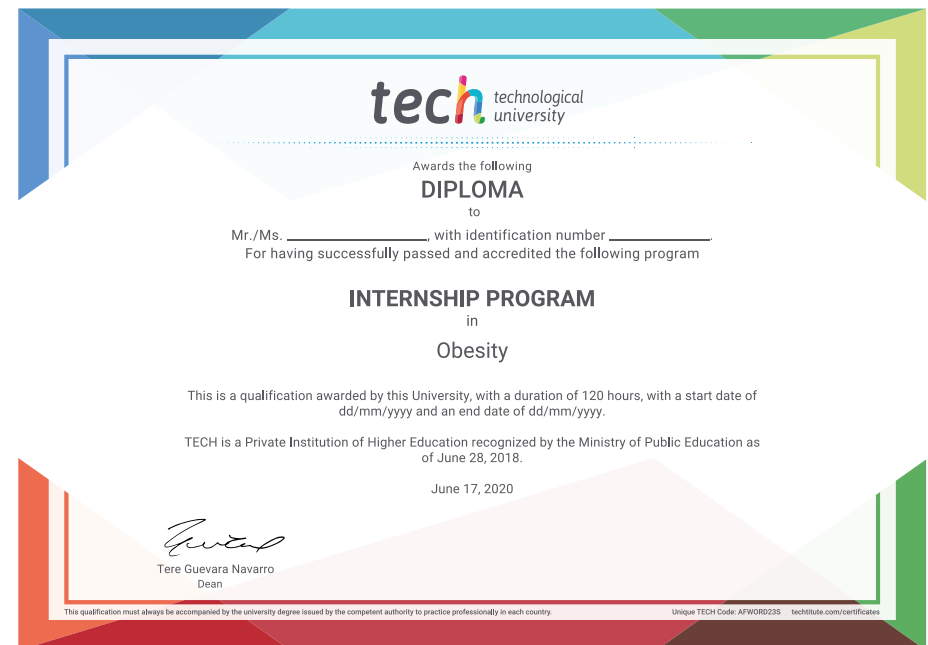 tech technological
university
Awards the following
DIPLOMA
to
Mr./Ms. ____________________, with identification number ______________.
For having successfully passed and accredited the following program
INTERNSHIP PROGRAM
in
Obesity
This is a qualification awarded by this University, with a duration of 120 hours, with a start date of
dd/mm/yyyy and an end date of dd/mm/yyyy.
TECH is a Private Institution of Higher Education recognized by the Ministry of Public Education as
of June 28, 2018.
June 17, 2020
Tere Guevara Navarro
Dean
This qualification must always be accompanied by the university degree issued by the competent authority to practice professionally in each country.
Unique TECH Code: AFWORD23S techtitute.com/certificates